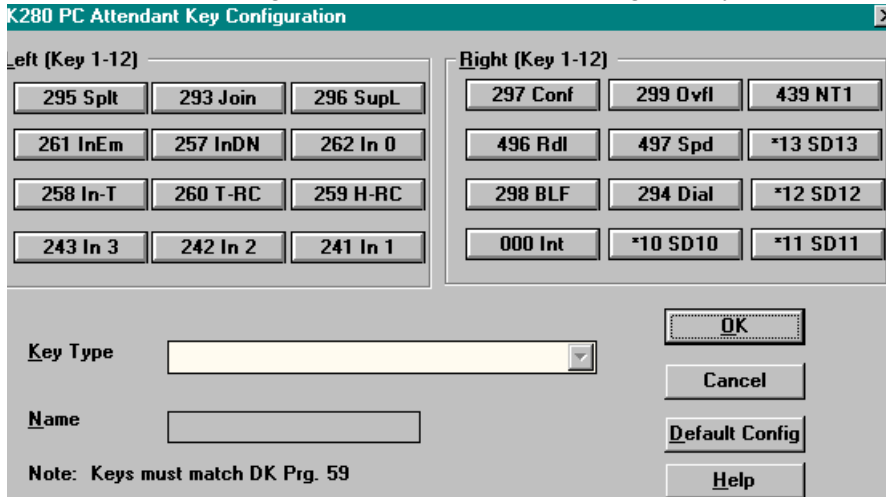 K280 PC Attendant Key Configuration
Left (Key 1-12)
295 Splt 293 Join 296 SupL
261 InEm 257 InDN 262 In 0
258 In-T 260 T-RC 259 H-RC
243 In 3 242 In 2 241 In 1
Right (Key 1-12)
297 Conf 299 Ovfl 439 NT1
496 Rdl 497 Spd *13 SD13
298 BLF 294 Dial *12 SD12
000 Int *10 SD10 *11 SD11
Key Type
Name
Note: Keys must match DK Prg. 59
OK
Cancel
Default Config
Help